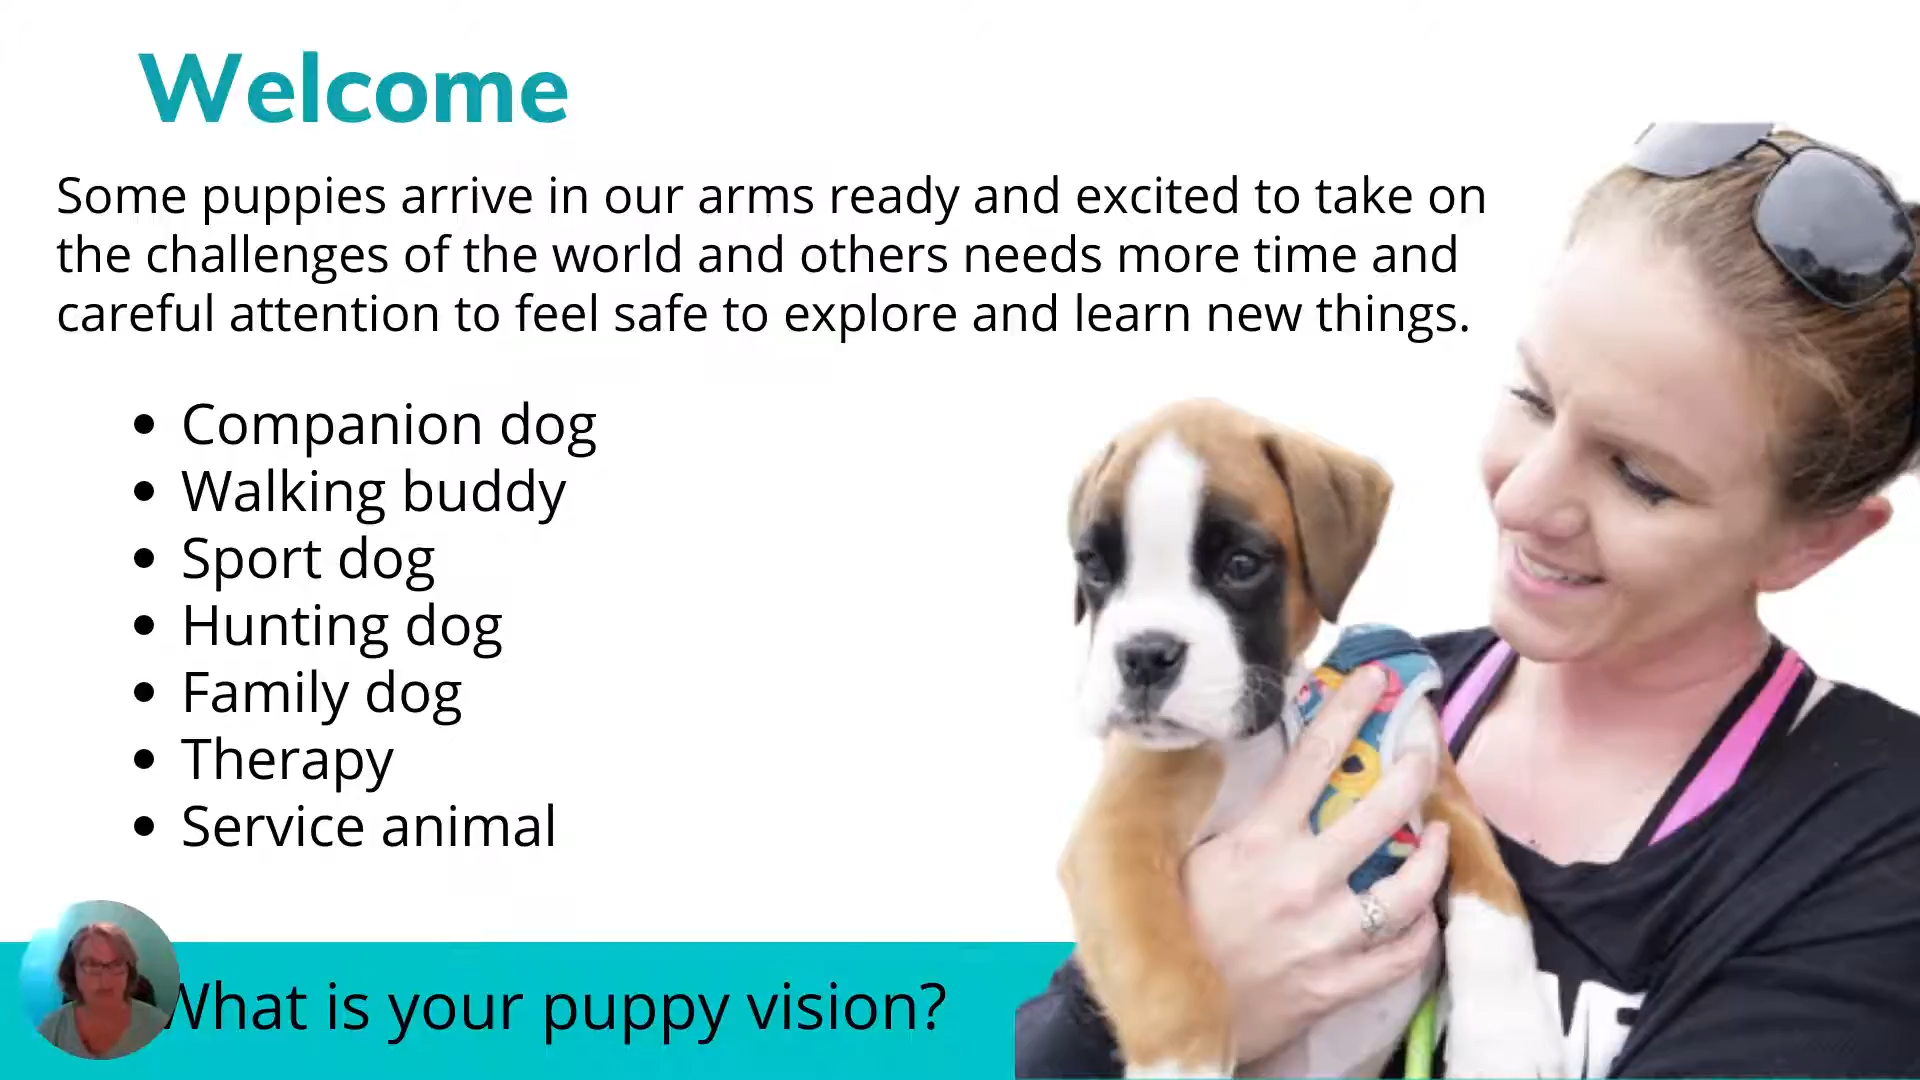 Welcome
Some puppies arrive in our arms ready and excited to take on
the challenges of the world and others needs more time and
careful attention to feel safe to explore and learn new things.
• Companion dog
• Walking buddy
• Sport dog
• Hunting dog
• Family dog
• Therapy
• Service animal
What is your puppy vision?